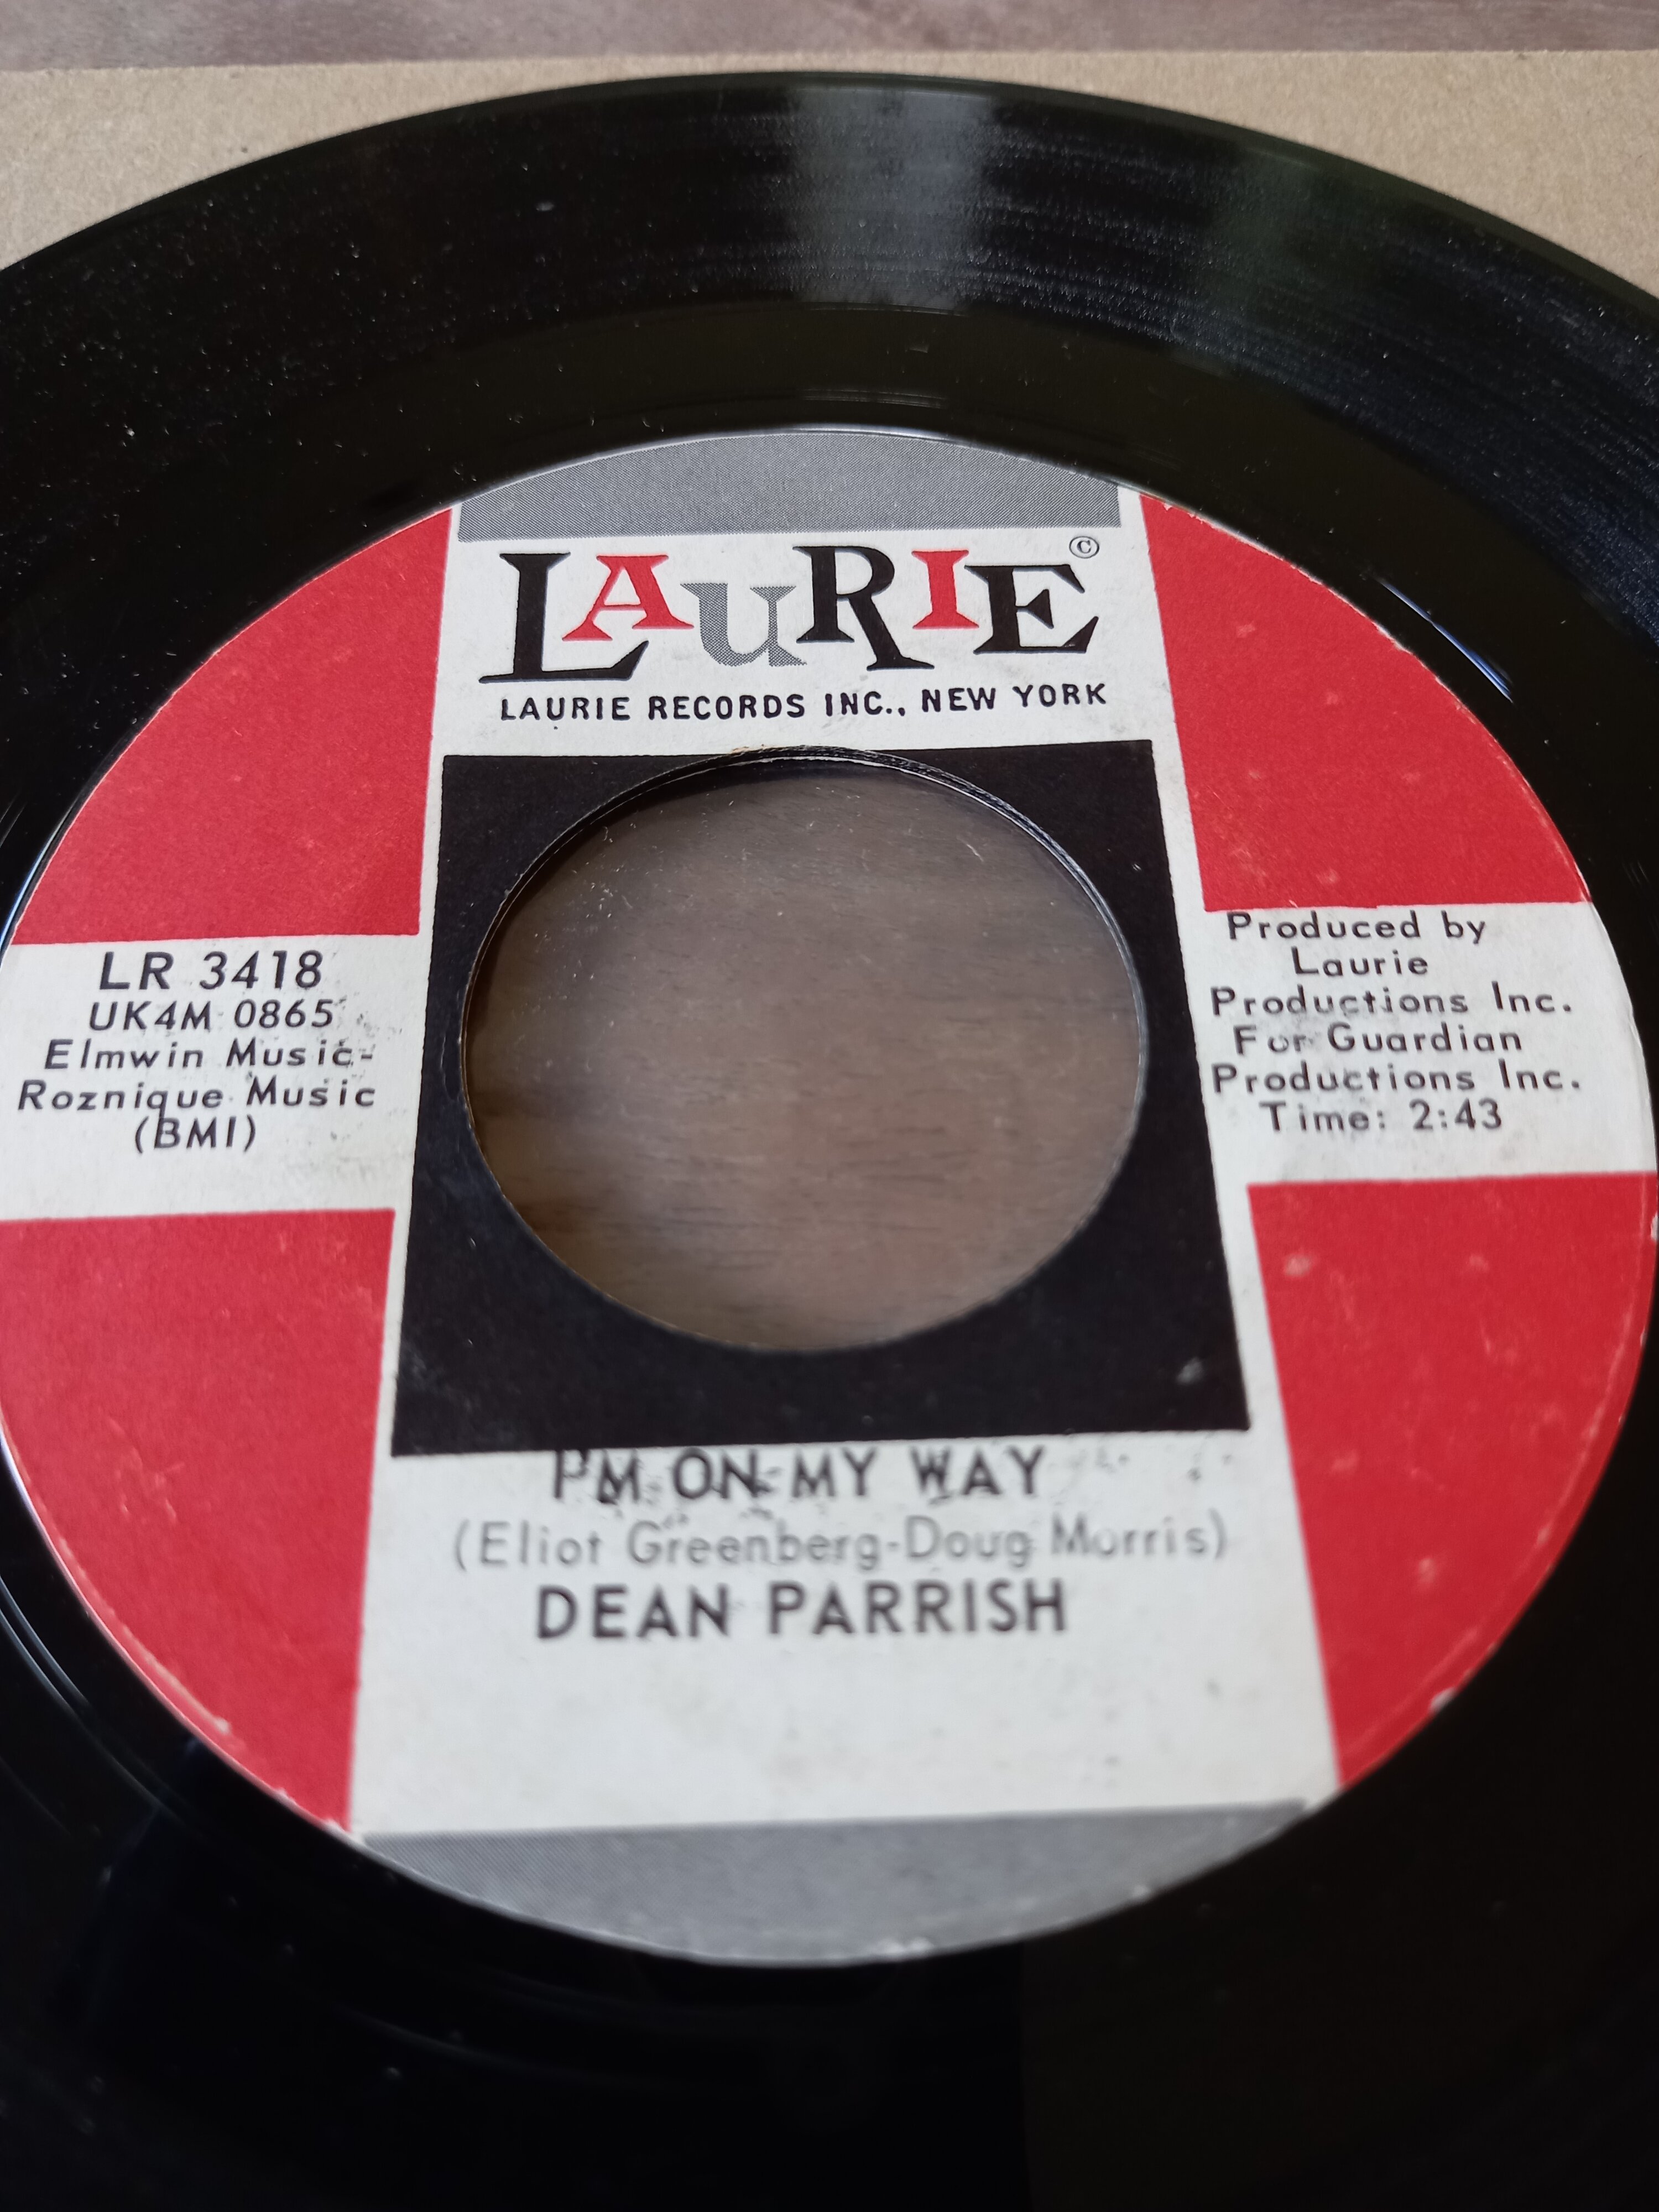 LAuRIE ©
LAURIE RECORDS INC., NEW YORK
LR 3418
UK4M 0865
Elmwin Music-
Roznique Music
(BMI)
Produced by
Laurie
Productions Inc.
For Guardian
Productions Inc.
Time: 2:43
I'M ON MY WAY
(Eliot Greenberg-Doug Morris)
DEAN PARRISH